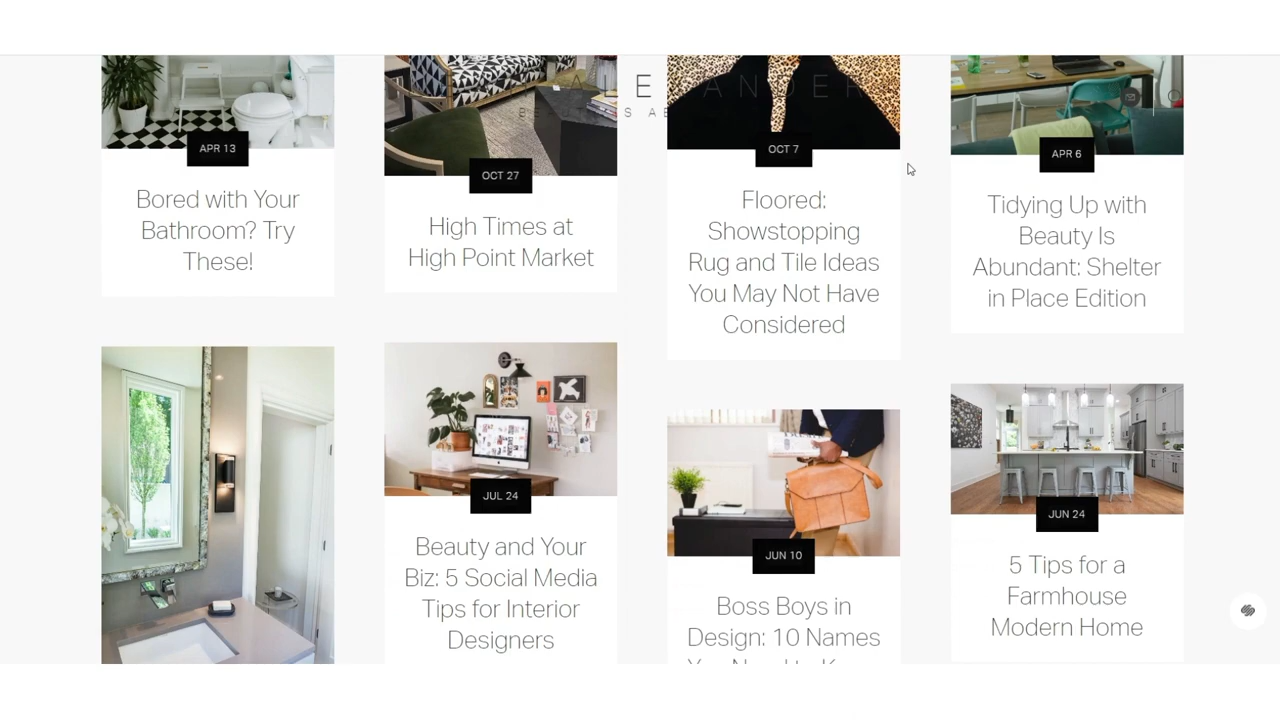 APR 13
Bored with Your
Bathroom? Try
These!
OCT 27
High Times at
High Point Market
OCT 7
Floored:
Showstopping
Rug and Tile Ideas
You May Not Have
Considered
APR 6
Tidying Up with
Beauty Is
Abundant: Shelter
in Place Edition
JUL 24
Beauty and Your
Biz: 5 Social Media
Tips for Interior
Designers
JUN 10
Boss Boys in
Design: 10 Names
You Need to
JUN 24
5 Tips for a
Farmhouse
Modern Home